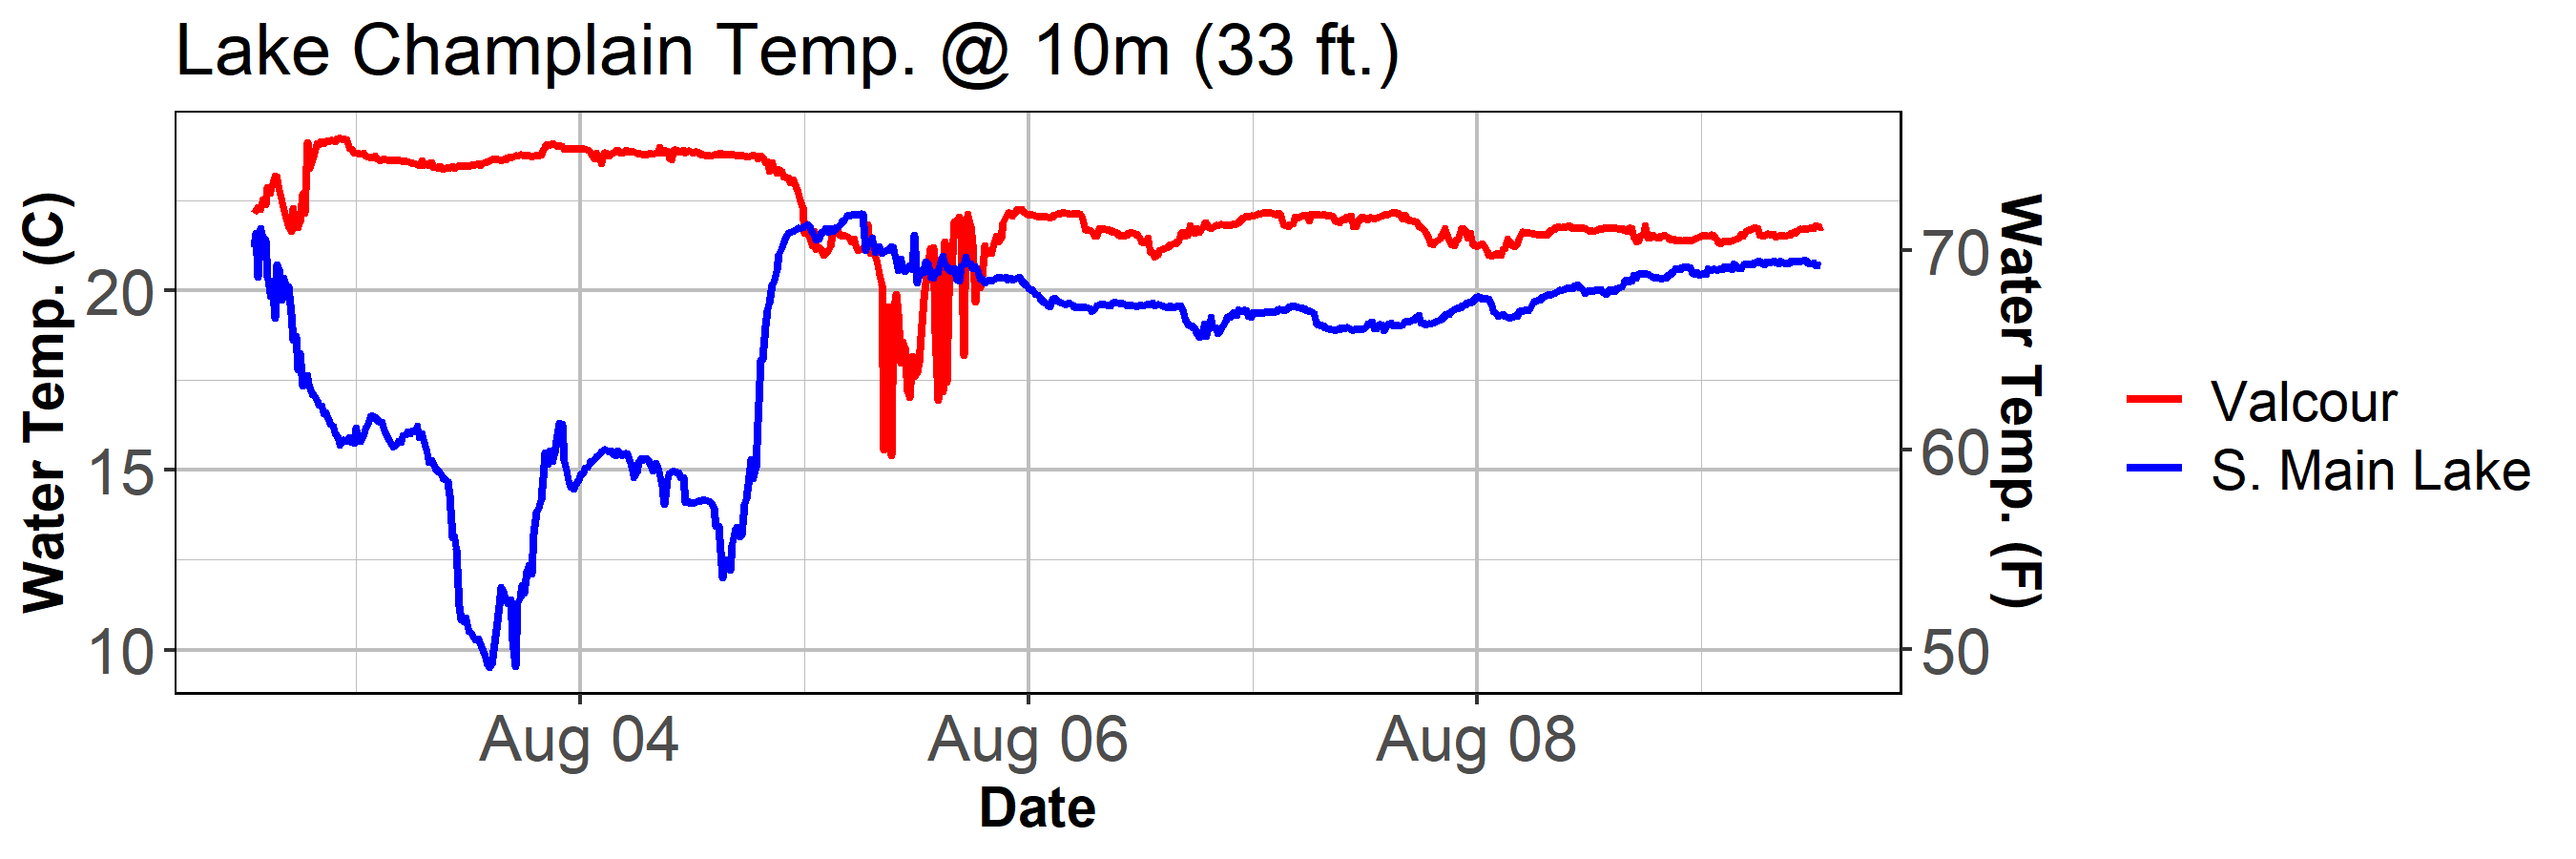 Lake Champlain Temp. @ 10m (33 ft.)
Water Temp. (C)
20
15
10
70
60
50
Water Temp. (F)
Aug 04
Aug 06
Aug 08
Date
Valcour
S. Main Lake